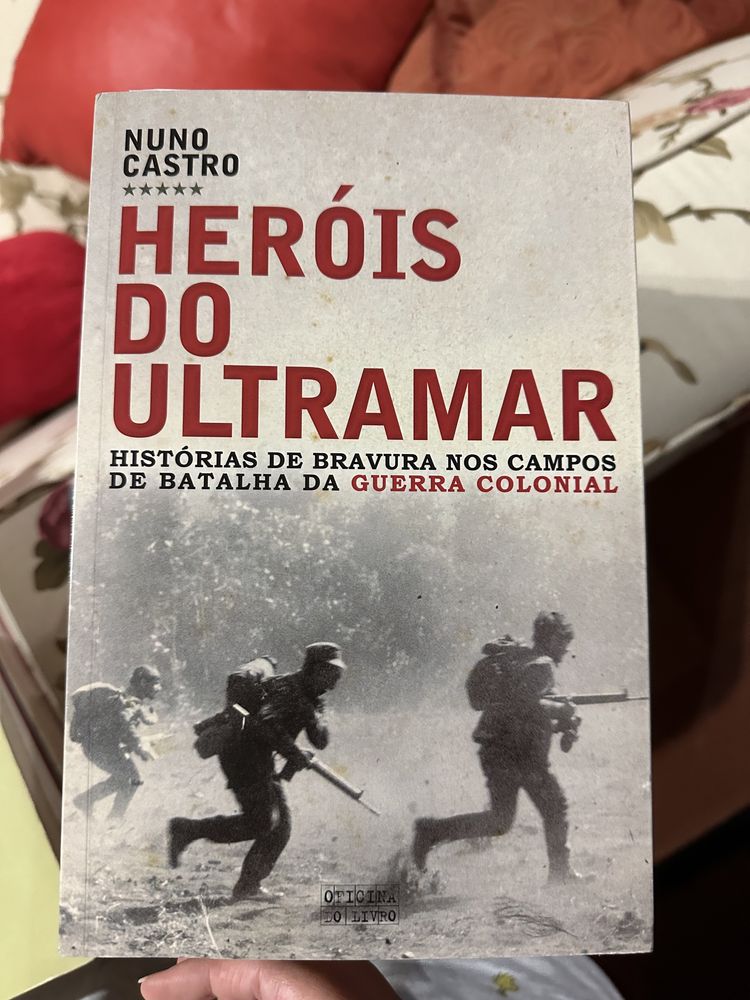 NUNO
CASTRO
HERÓIS
DO
ULTRAMAR
HISTÓRIAS DE BRAVURA NOS CAMPOS
DE BATALHA DA GUERRA COLONIAL
OFICINA
DO LIVRO